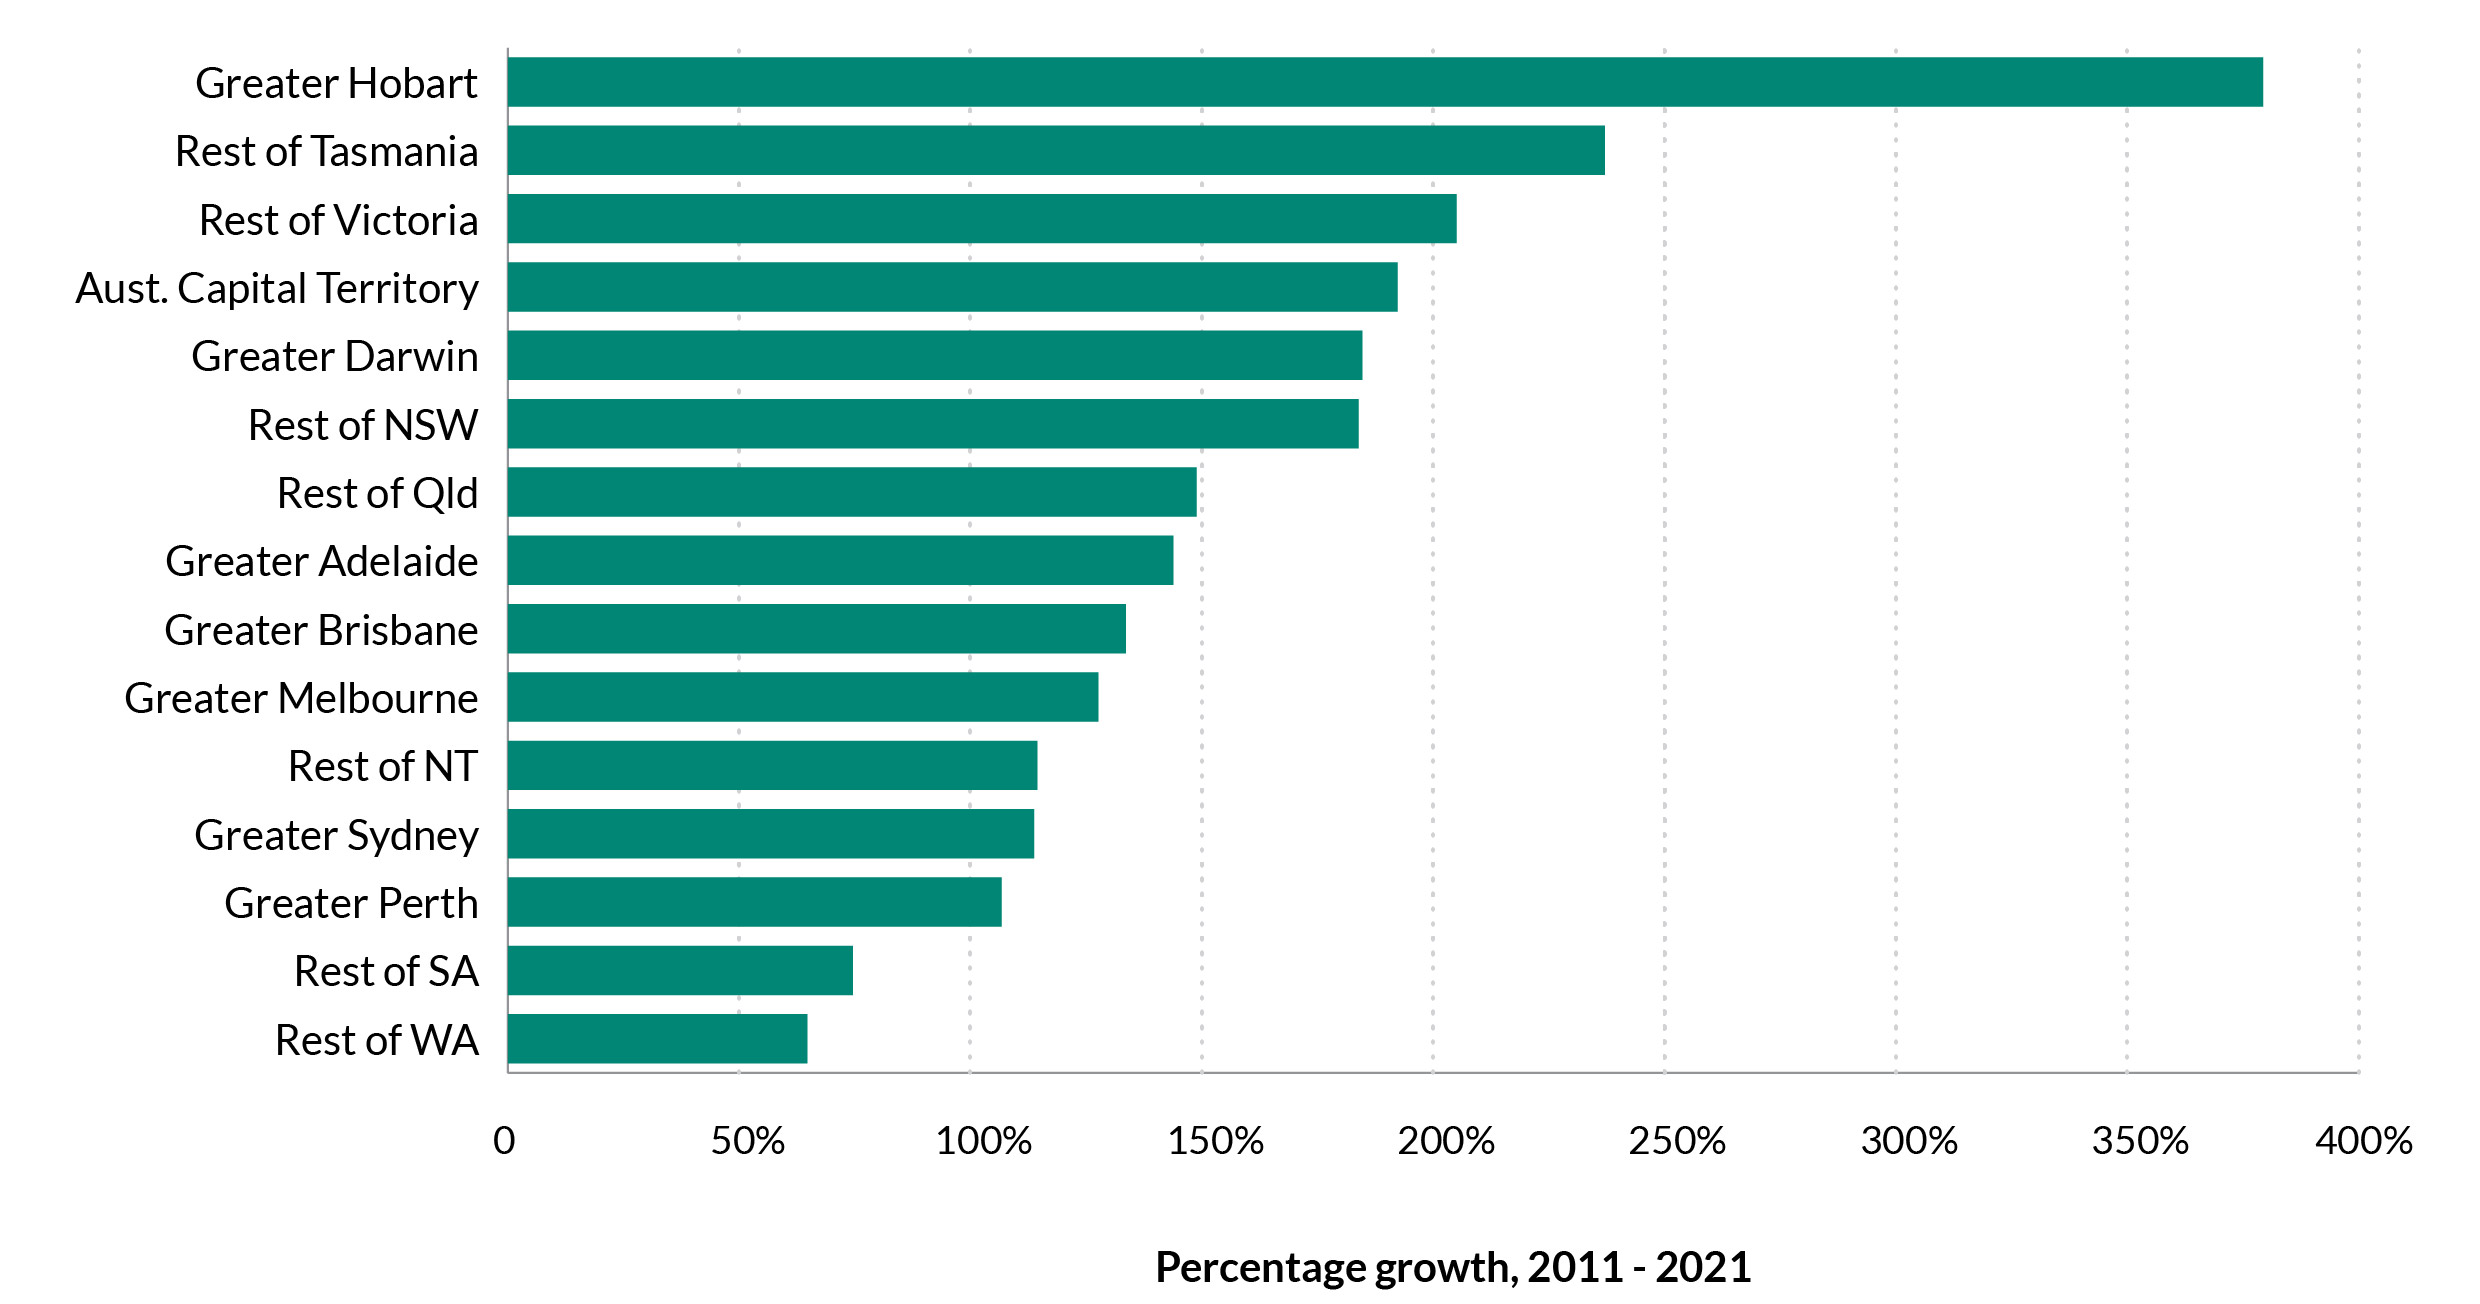 Greater Hobart
Rest of Tasmania
Rest of Victoria
Aust. Capital Territory
Greater Darwin
Rest of NSW
Rest of Qld
Greater Adelaide
Greater Brisbane
Greater Melbourne
Rest of NT
Greater Sydney
Greater Perth
Rest of SA
Rest of WA
0 50% 100% 150% 200% 250% 300% 350% 400%
Percentage growth, 2011 - 2021